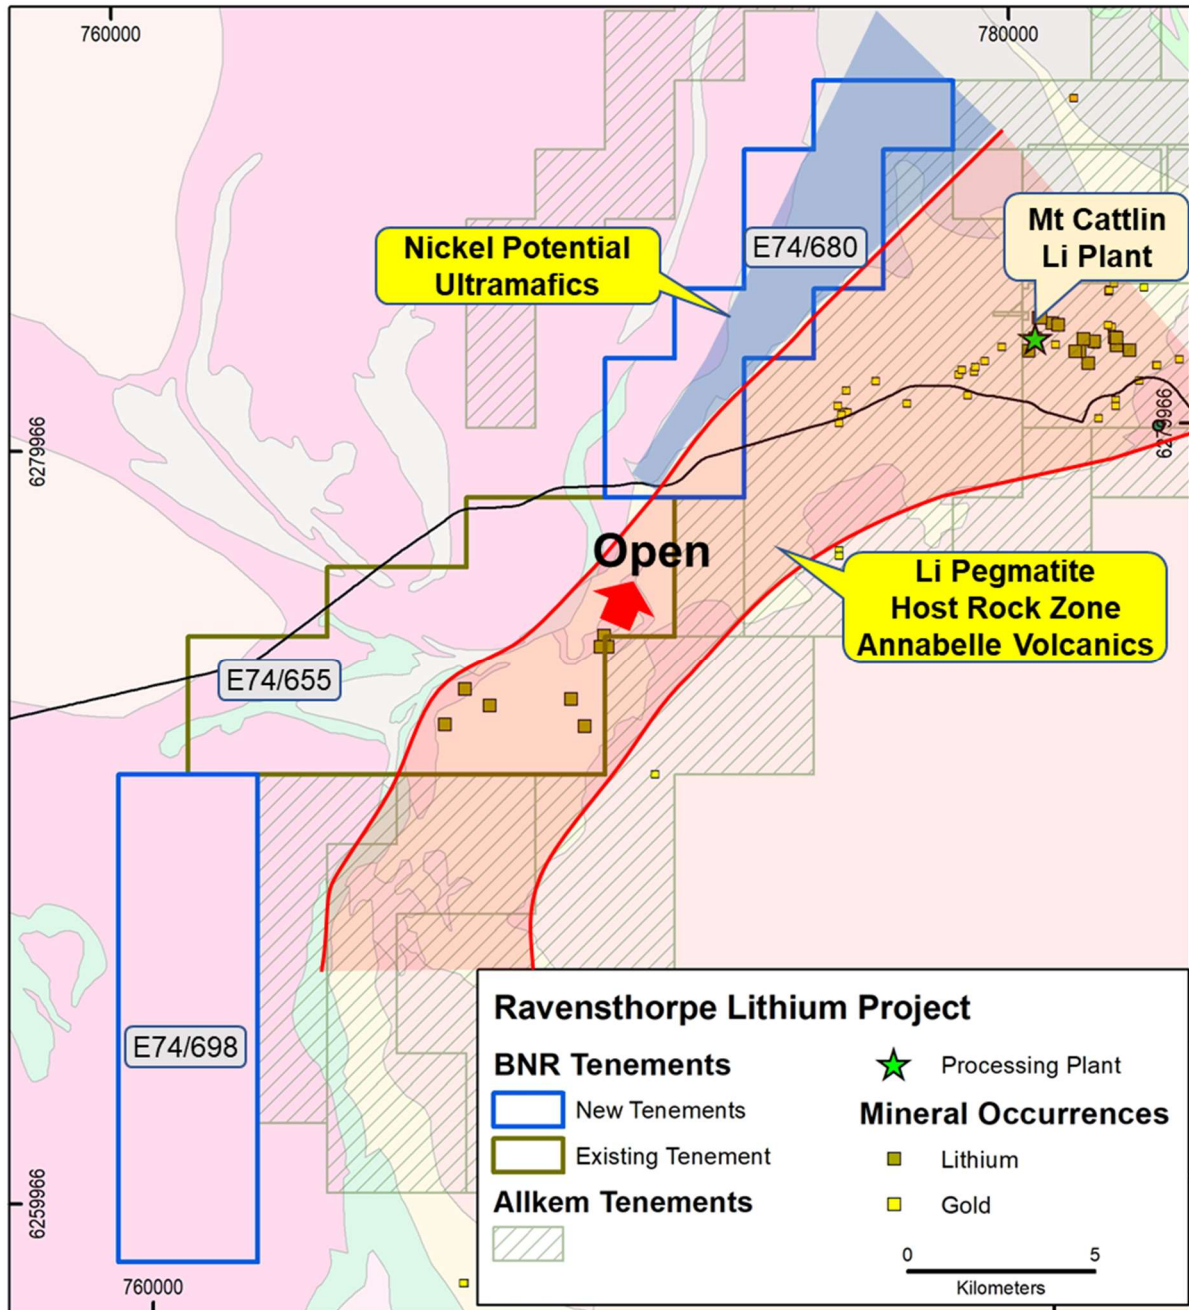 760000
780000
Mt Cattlin
Li Plant
Nickel Potential
Ultramafics
E74/680
6279966
6279966
Open
Li Pegmatite
Host Rock Zone
Annabelle Volcanics
E74/655
E74/698
Ravensthorpe Lithium Project
BNR Tenements
New Tenements
Existing Tenement
Allkem Tenements
Processing Plant
Mineral Occurrences
Lithium
Gold
0 5
Kilometers
6259966
760000